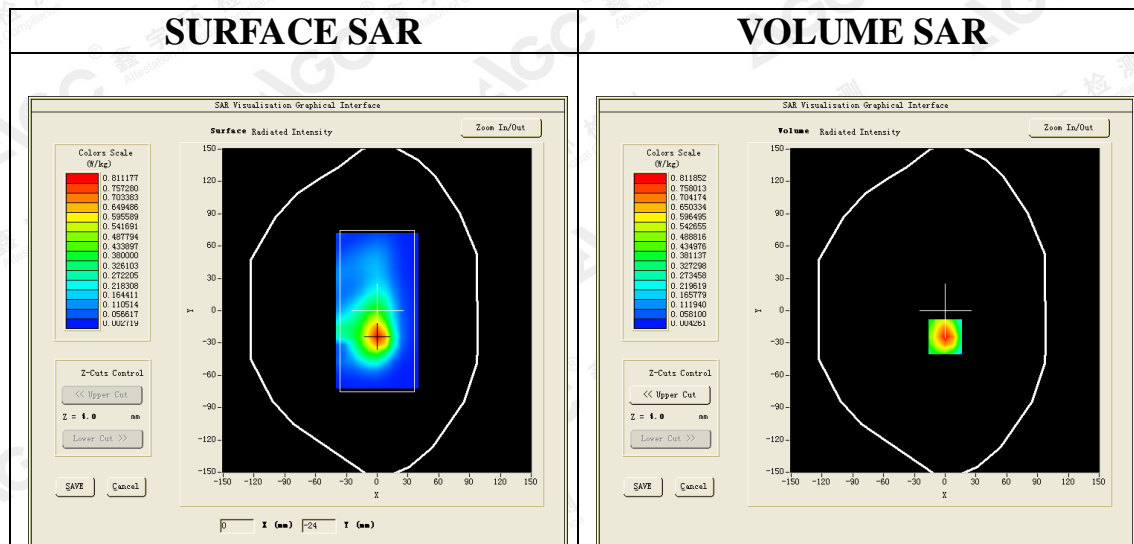 SURFACE SAR
VOLUME SAR
SAR Visualisation Graphical Interface
Surface Radiated Intensity
Zoom In/Out
Colors Scale
(W/kg)
0.811177
0.757280
0.703383
0.649486
0.595589
0.541691
0.487794
0.433897
0.380000
0.326103
0.272205
0.218308
0.164411
0.110514
0.056617
0.002719
150
120
90
60
30
0
-30
-60
-90
-120
-150
Y
-150 -120 -90 -60 -30 0 30 60 90 120 150
X
Z-Cuts Control
<< Upper Cut
Z = 4.0 mm
Lower Cut >>
SAVE Cancel
0 X (mm) -24 Y (mm)
SAR Visualisation Graphical Interface
Volume Radiated Intensity
Zoom In/Out
Colors Scale
(W/kg)
0.811852
0.758013
0.704174
0.650334
0.596495
0.542655
0.488816
0.434976
0.381137
0.327298
0.273458
0.219619
0.165779
0.111940
0.058100
0.004261
150
120
90
60
30
0
-30
-60
-90
-120
-150
Y
-150 -120 -90 -60 -30 0 30 60 90 120 150
X
Z-Cuts Control
<< Upper Cut
Z = 4.0 mm
Lower Cut >>
SAVE Cancel